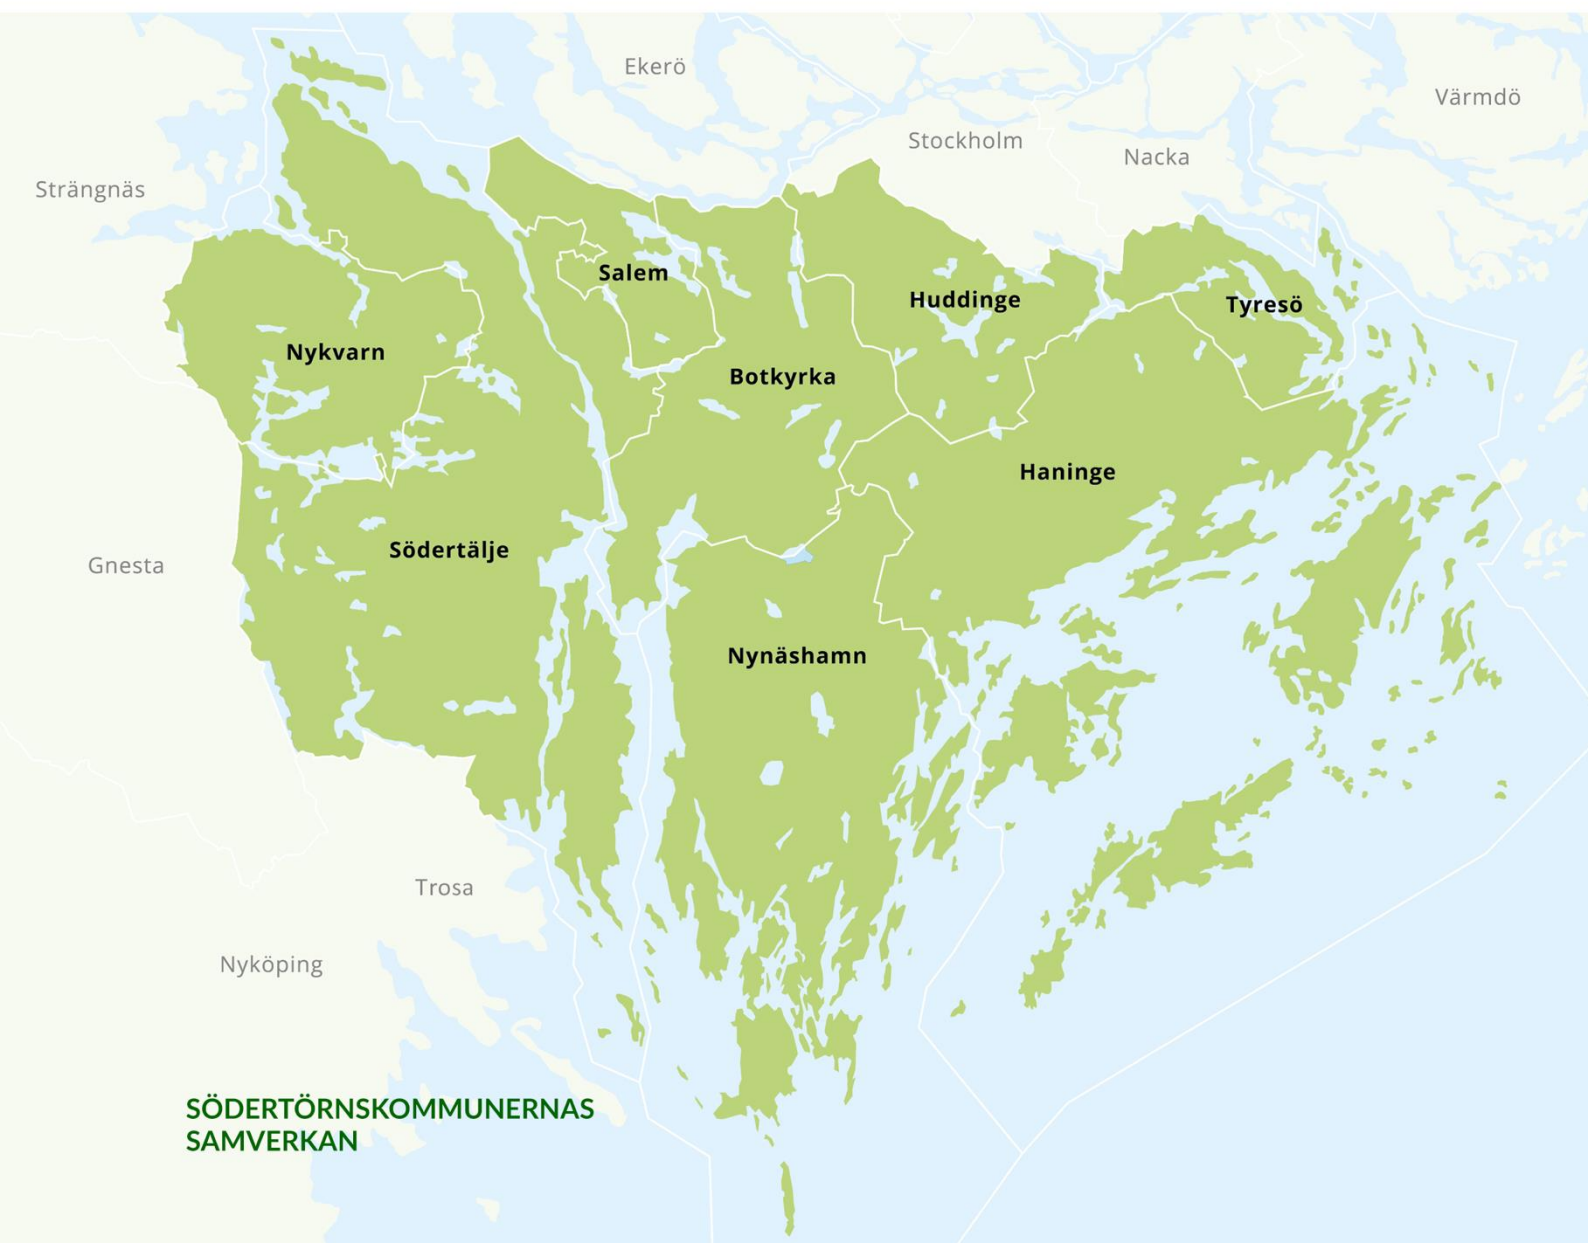 Ekerö
Värmdö
Stockholm
Nacka
Strängnäs
Salem
Huddinge
Tyresö
Nykvarn
Botkyrka
Haninge
Södertälje
Gnesta
Nynäshamn
Trosa
Nyköping
SÖDERTÖRNSKOMMUNERNAS
SAMVERKAN